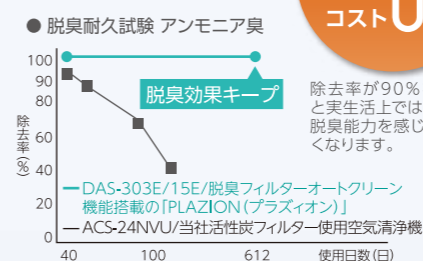 ● 脱臭耐久試験 アンモニア臭
コストU
除去率(%)
100
90
80
60
40
20
0
脱臭効果キープ
除去率が90%
と実生活上では
脱臭能力を感じ
くなります。
DAS-303E/15E/脱臭フィルターオートクリーン
機能搭載の「PLAZION(プラズィオン)」
ACS-24NVU/当社活性炭フィルター使用空気清浄機
40 100 612 使用日数(日)